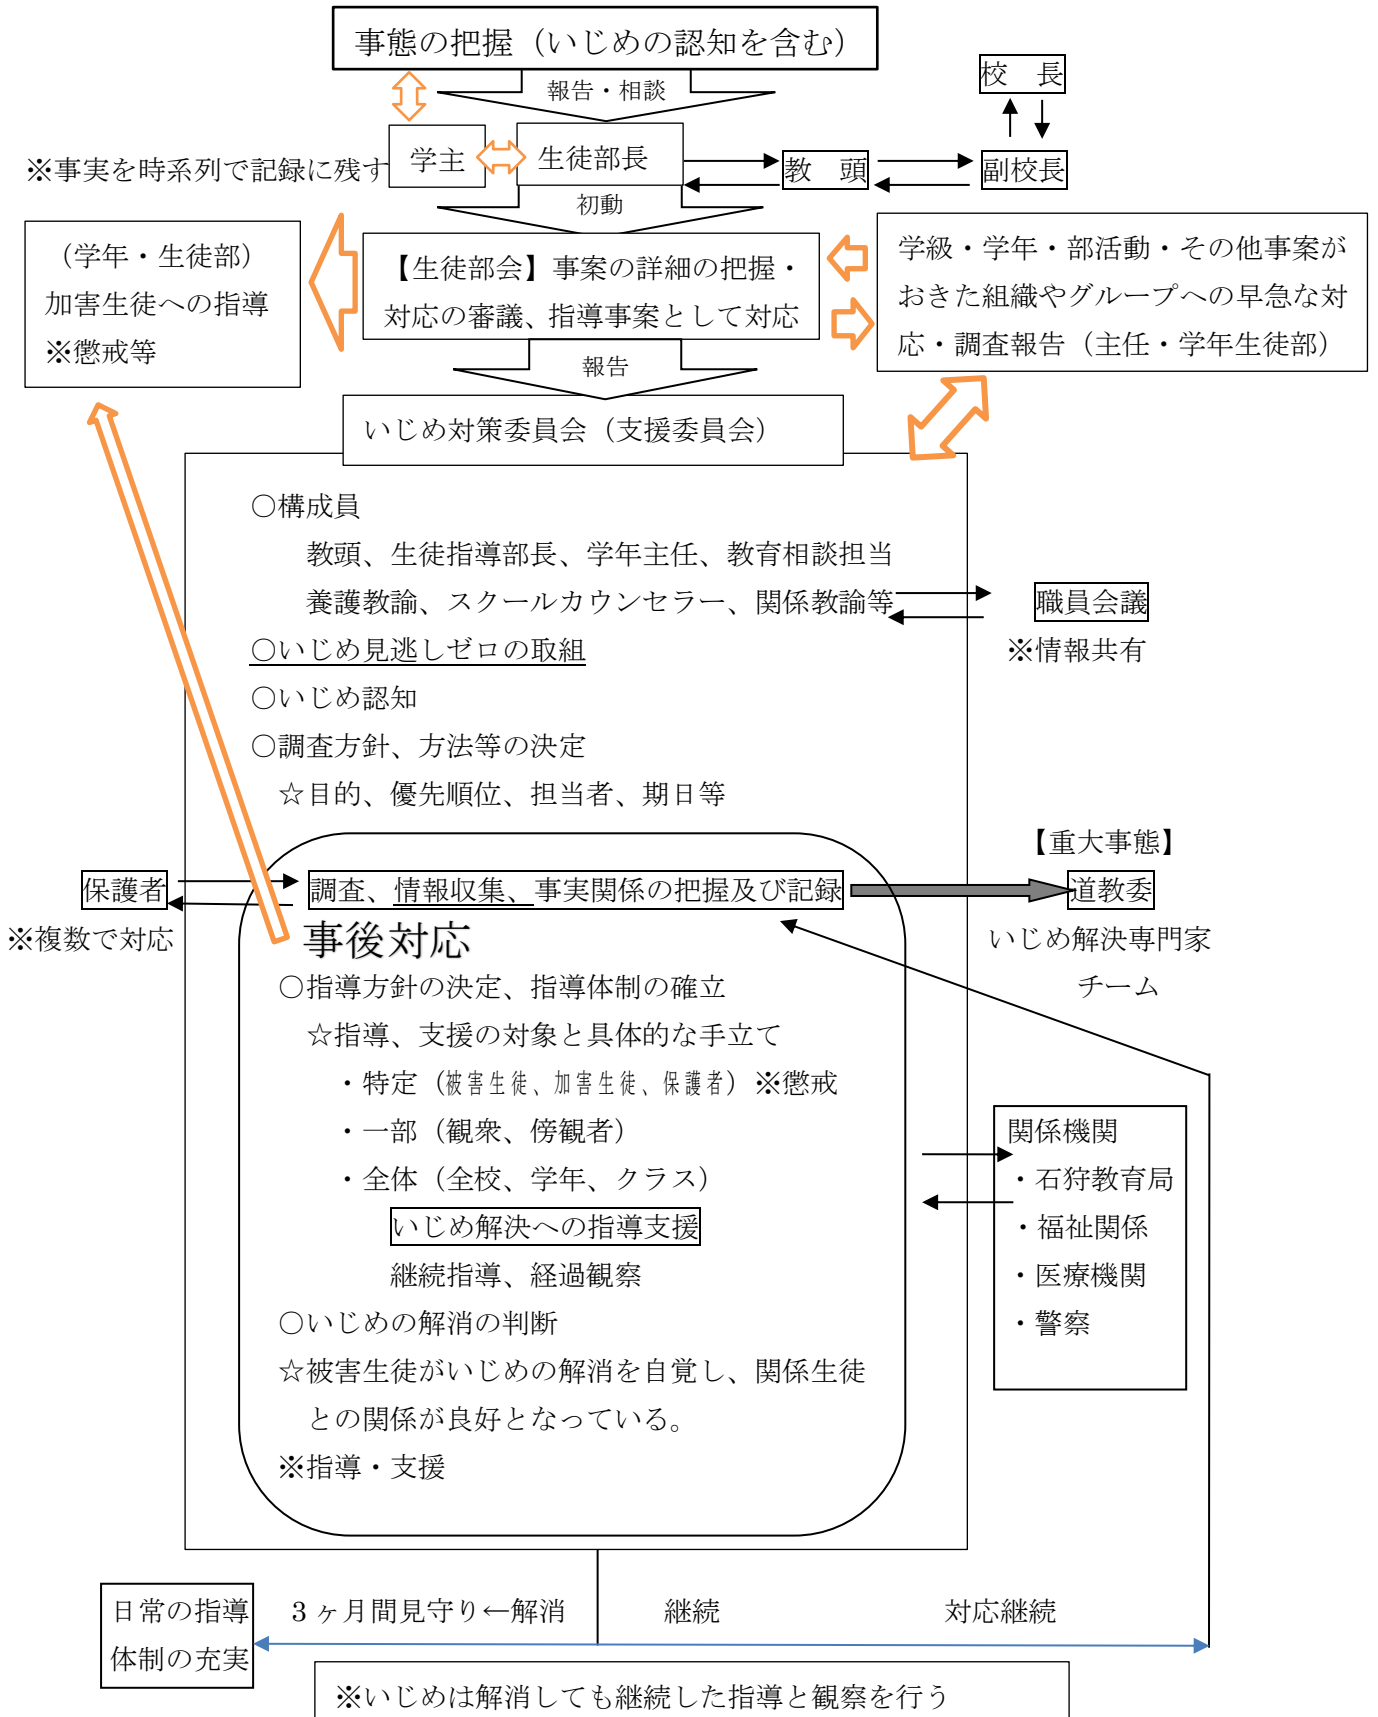 事態の把握（いじめの認知を含む）
報告・相談
校　長
学主
生徒部長
教　頭
副校長
※事実を時系列で記録に残す
初動
（学年・生徒部）
加害生徒への指導
※懲戒等
【生徒部会】事案の詳細の把握・
対応の審議、指導事案として対応
学級・学年・部活動・その他事案が
おきた組織やグループへの早急な対
応・調査報告（主任・学年生徒部）
報告
いじめ対策委員会（支援委員会）
〇構成員
教頭、生徒指導部長、学年主任、教育相談担当
養護教諭、スクールカウンセラー、関係教諭等
職員会議
※情報共有
〇いじめ見逃しゼロの取組
〇いじめ認知
〇調査方針、方法等の決定
☆目的、優先順位、担当者、期日等
【重大事態】
保護者
※複数で対応
調査、情報収集、事実関係の把握及び記録
道教委
いじめ解決専門家
チーム
事後対応
〇指導方針の決定、指導体制の確立
☆指導、支援の対象と具体的な手立て
・特定（被害生徒、加害生徒、保護者）※懲戒
・一部（観衆、傍観者）
・全体（全校、学年、クラス）
いじめ解決への指導支援
継続指導、経過観察
関係機関
・石狩教育局
・福祉関係
・医療機関
・警察
〇いじめの解消の判断
☆被害生徒がいじめの解消を自覚し、関係生徒
との関係が良好となっている。
※指導・支援
日常の指導
体制の充実
3ヶ月間見守り←解消
継続
対応継続
※いじめは解消しても継続した指導と観察を行う